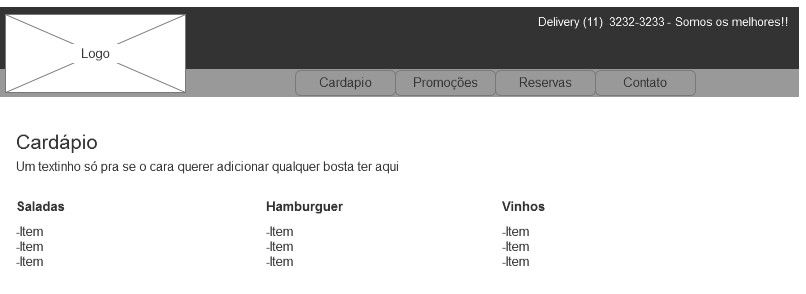 Delivery (11) 3232-3233 - Somos os melhores!!
Logo
Cardapio Promoções Reservas Contato
Cardápio
Um textinho só pra se o cara querer adicionar qualquer bosta ter aqui
Saladas Hamburguer Vinhos
-Item -Item -Item
-Item -Item -Item
-Item -Item -Item